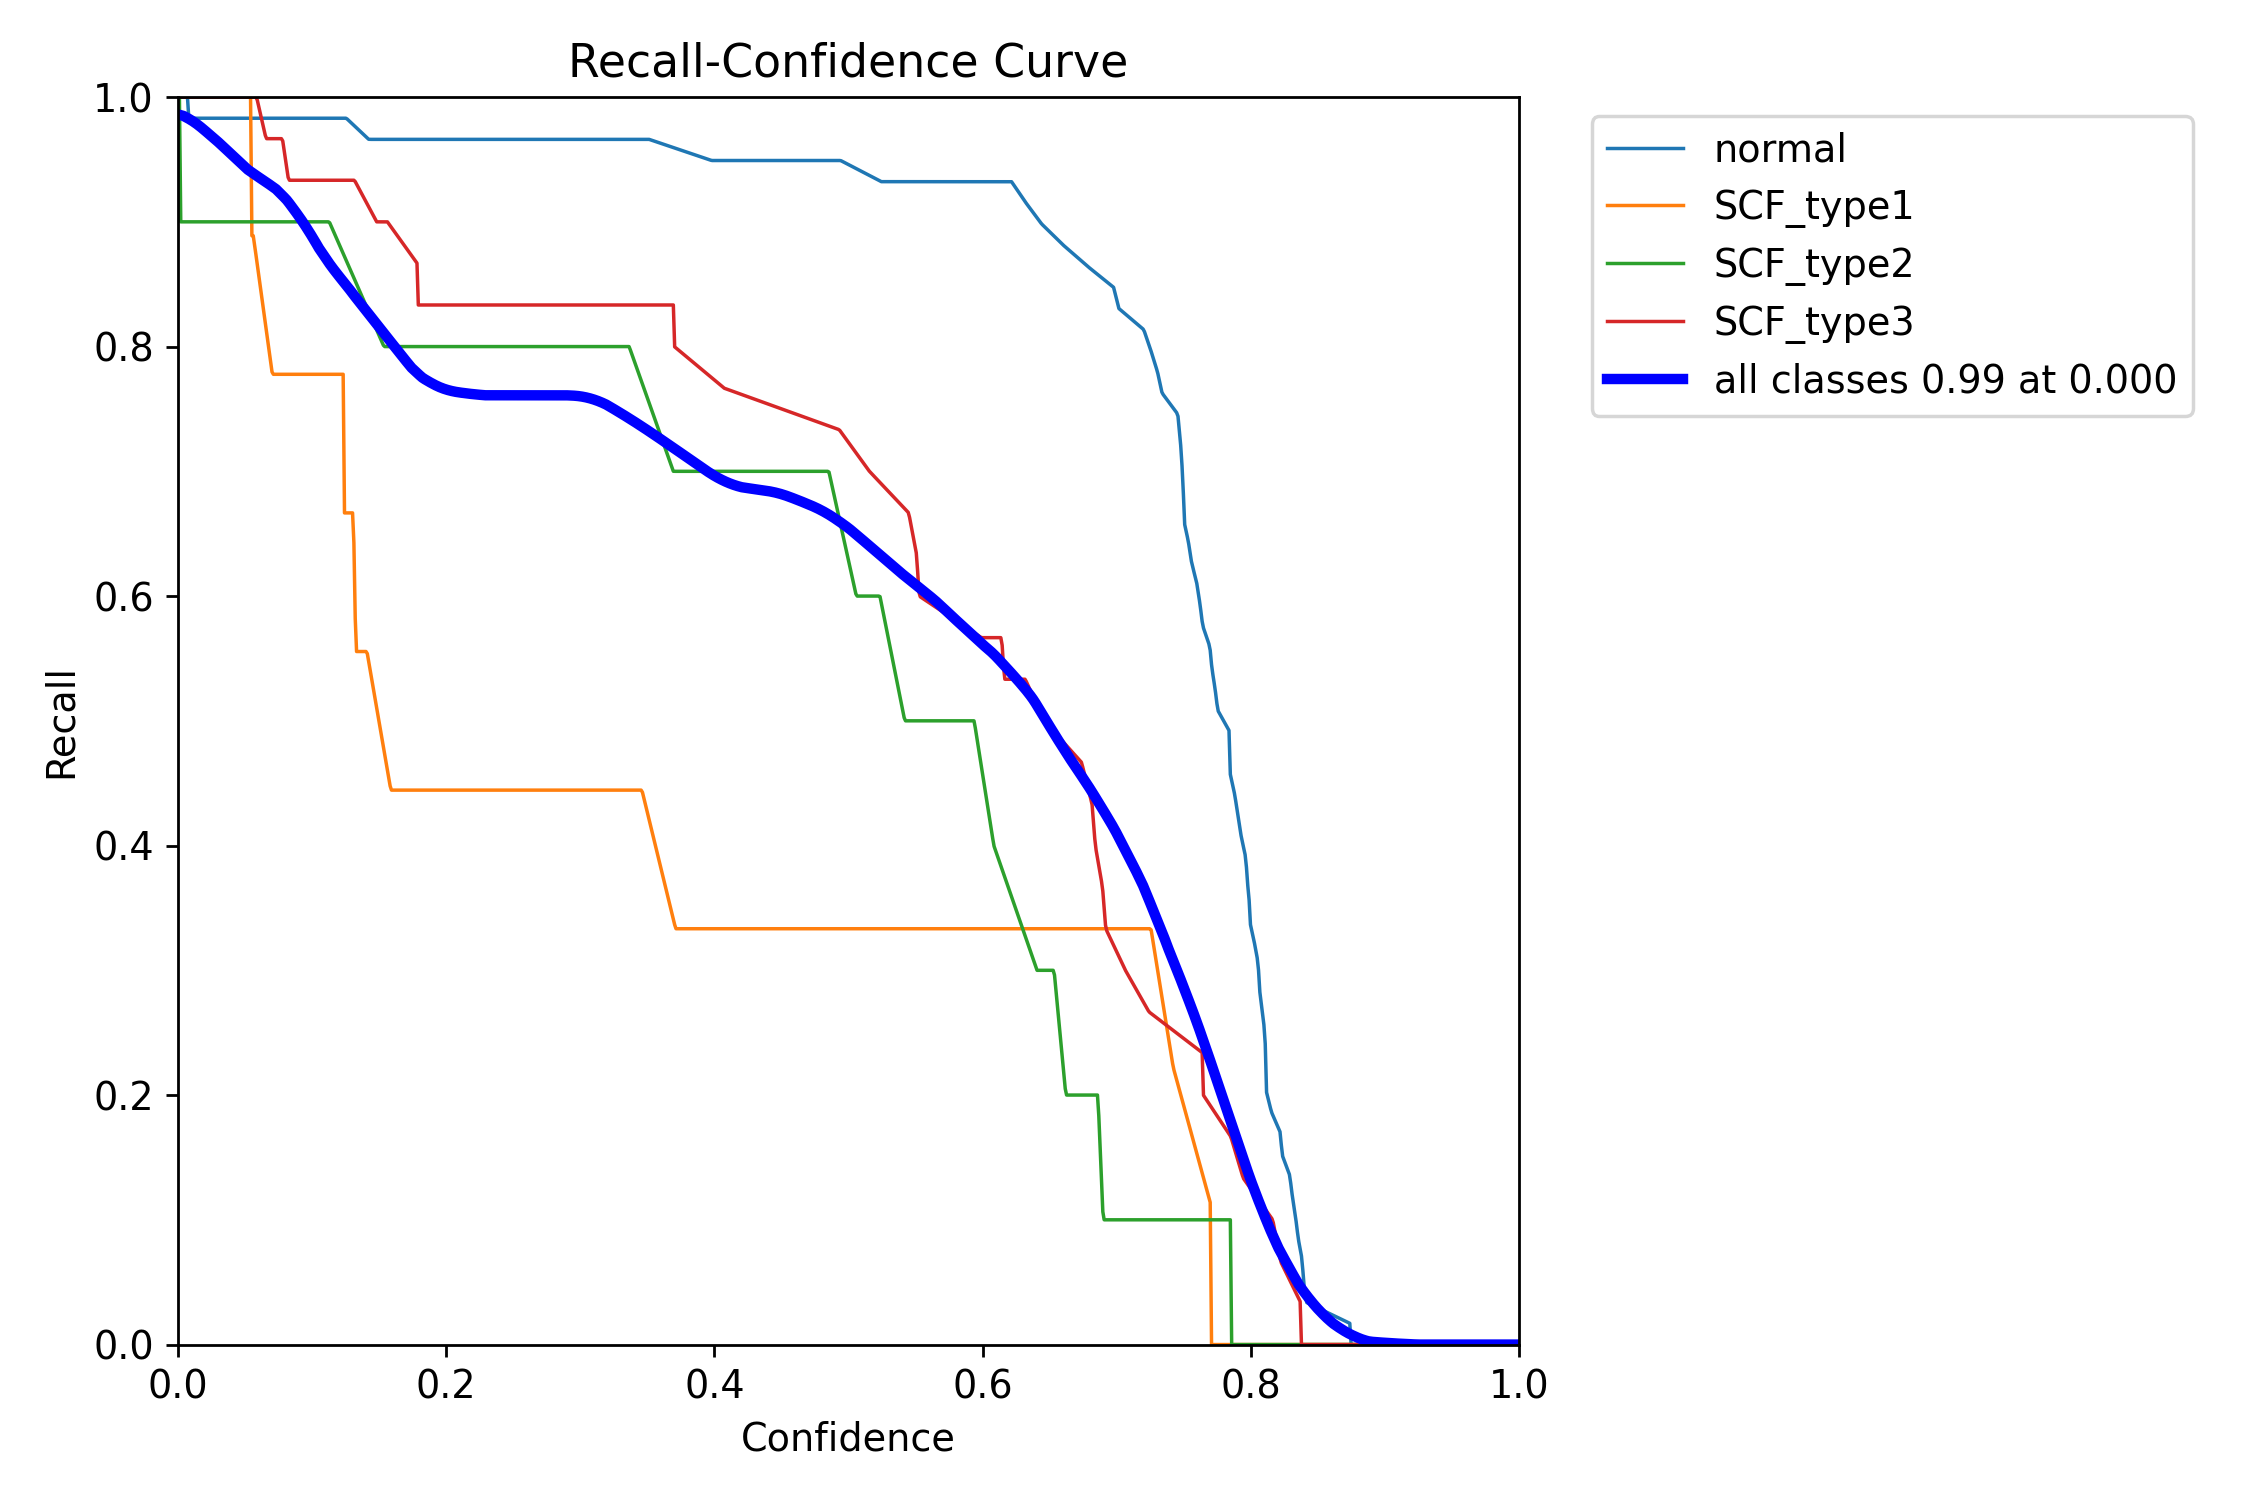 Recall-Confidence Curve
1.0
0.8
0.6
0.4
0.2
0.0
Recall
0.0 0.2 0.4 0.6 0.8 1.0
Confidence
normal
SCF_type1
SCF_type2
SCF_type3
all classes 0.99 at 0.000